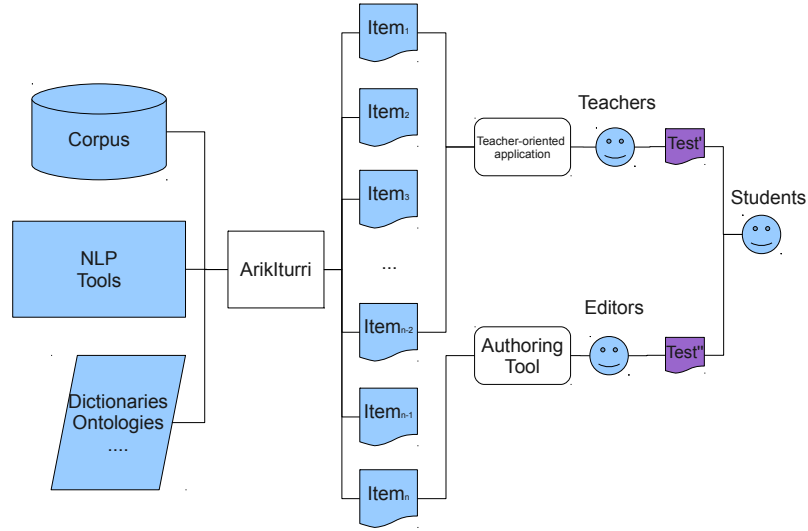 Corpus
NLP
Tools
Dictionaries
Ontologies
....
ArikIturri
Item1
Item2
Item3
...
Itemn-2
Itemn-1
Itemn
Teacher-oriented
application
Authoring
Tool
Teachers
Editors
Test'
Test''
Students